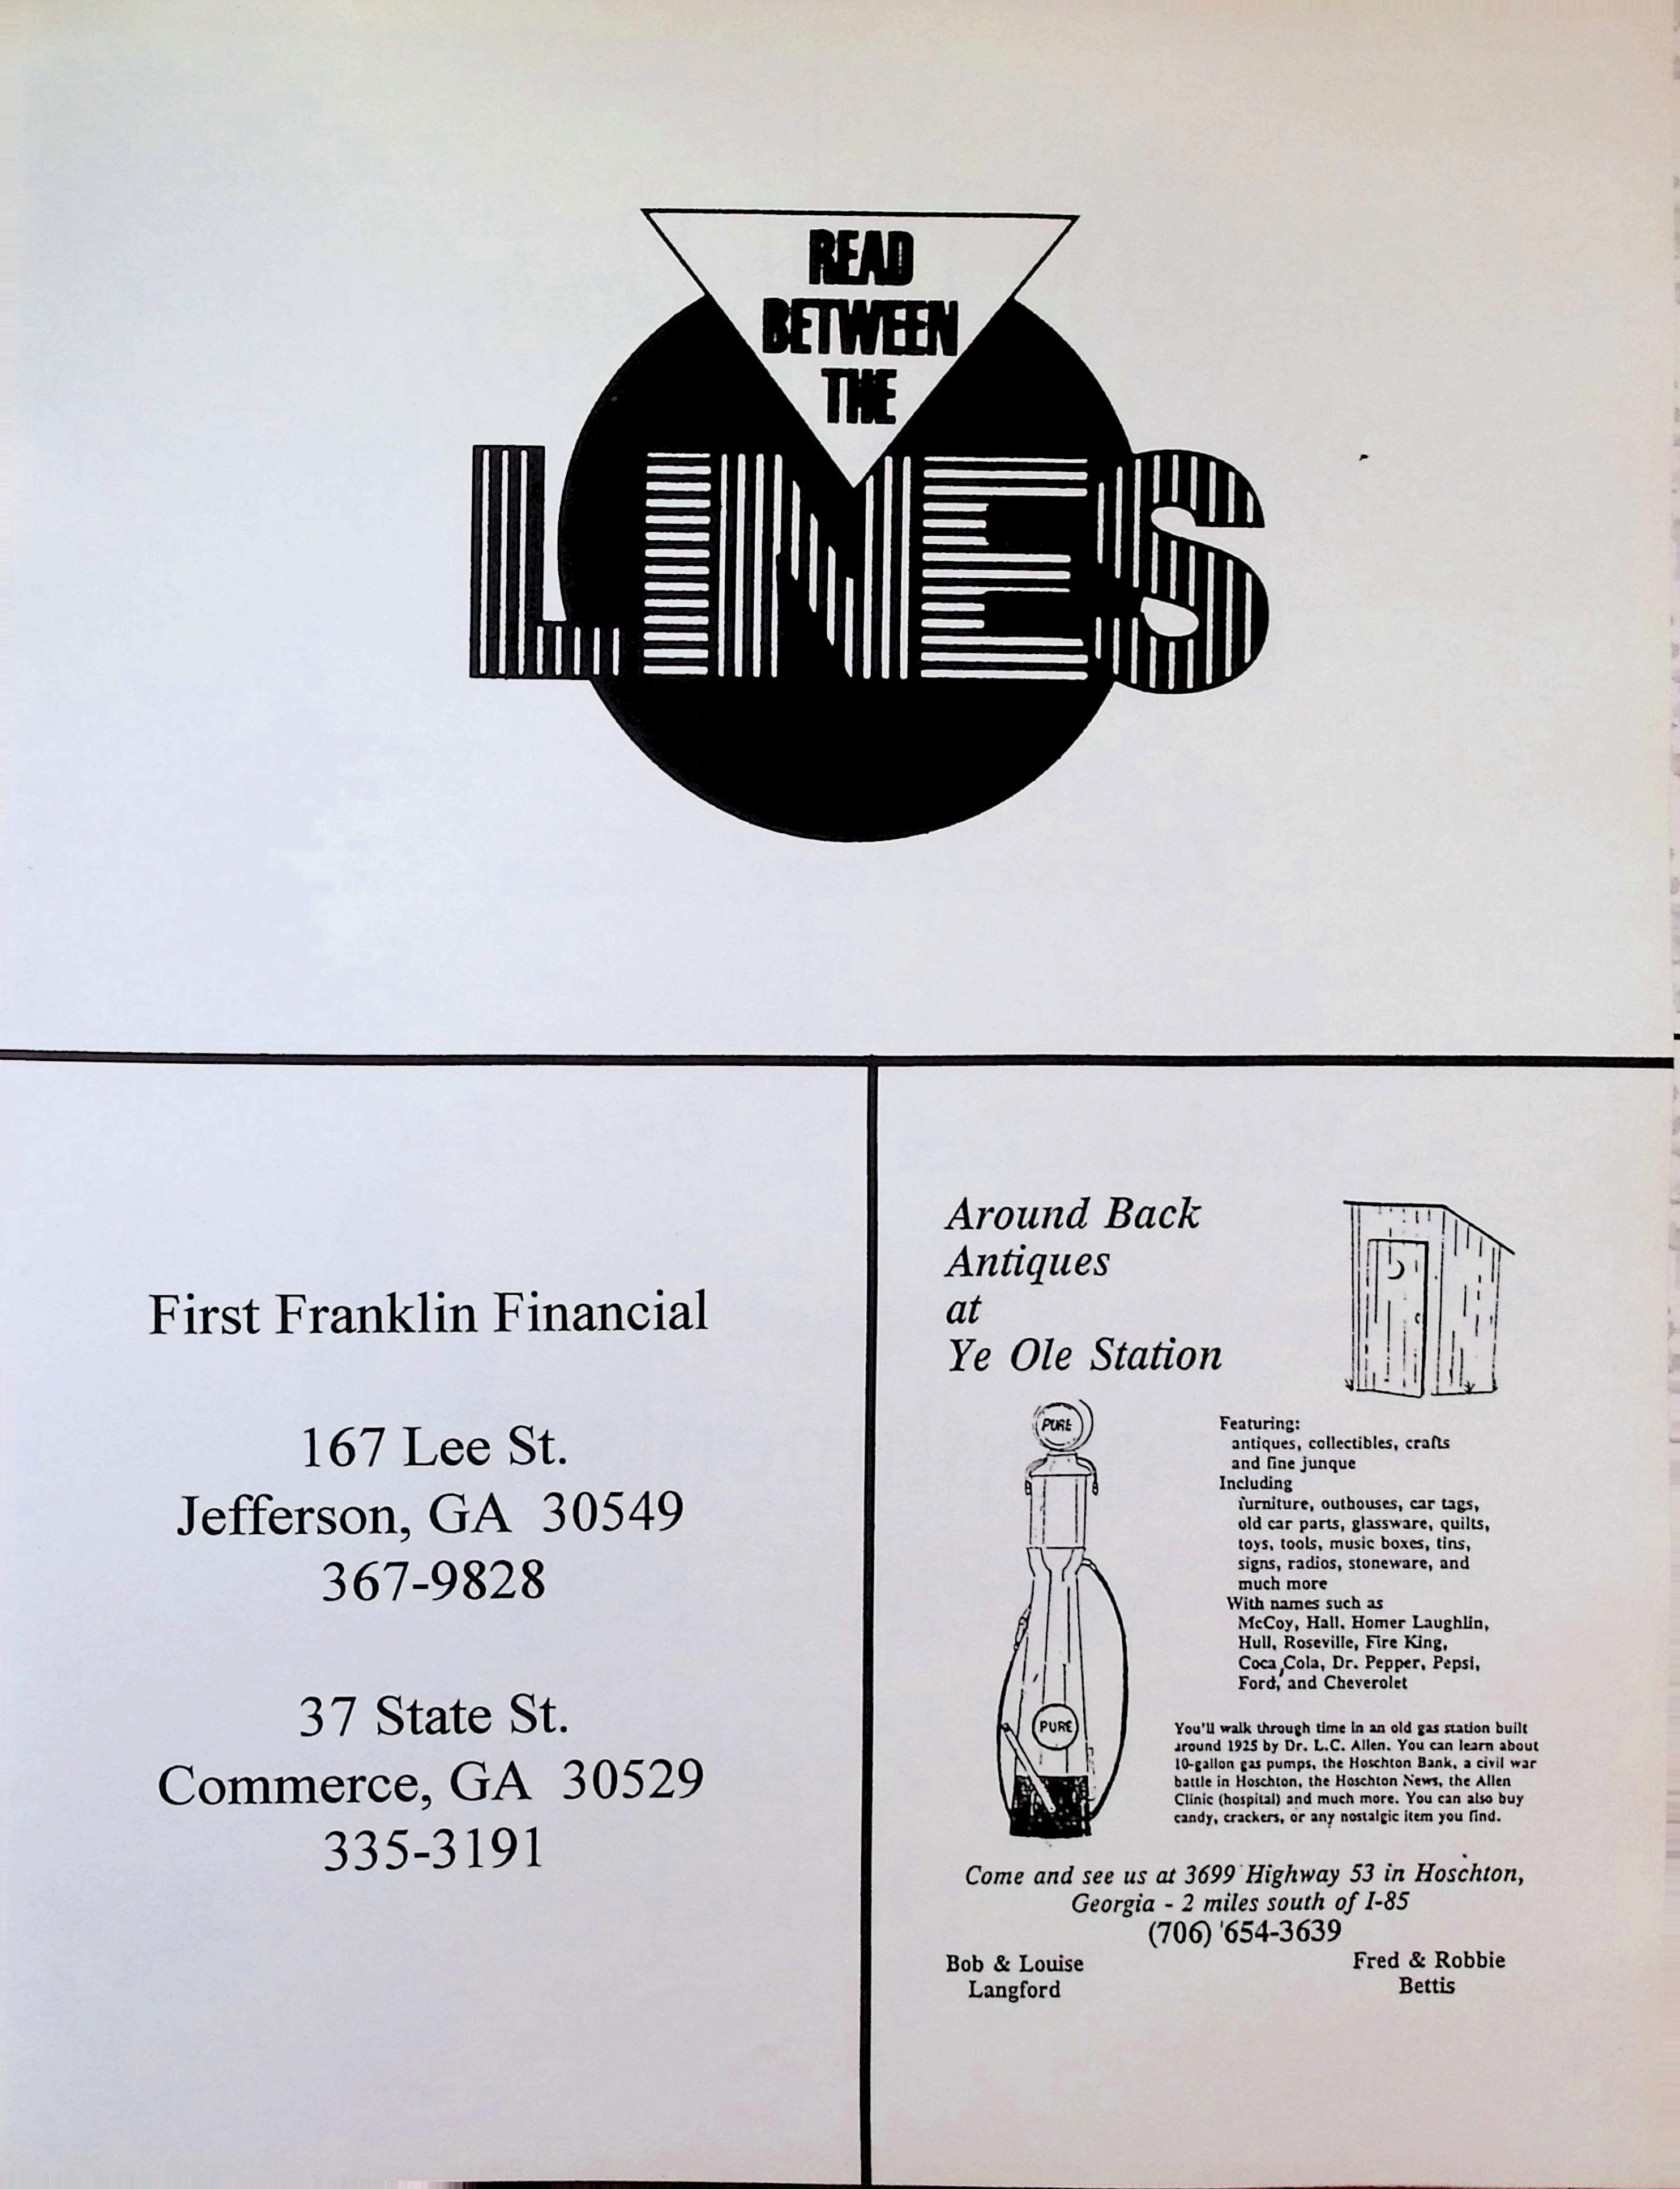 READ
BETWEEN
THE
LINES
First Franklin Financial
167 Lee St.
Jefferson, GA 30549
367-9828
37 State St.
Commerce, GA 30529
335-3191
Around Back
Antiques
at
Ye Ole Station
PURE
Featuring:
antiques, collectibles, crafts
and fine junque
Including
furniture, outhouses, car tags,
old car parts, glassware, quilts,
toys, tools, music boxes, tins,
signs, radios, stoneware, and
much more
With names such as
McCoy, Hall, Homer Laughlin,
Hull, Roseville, Fire King,
Coca Cola, Dr. Pepper, Pepsi,
Ford, and Cheverolet
PURE
You'll walk through time in an old gas station built
around 1925 by Dr. L.C. Allen. You can learn about
10-gallon gas pumps, the Hoschton Bank, a civil war
battle in Hoschton, the Hoschton News, the Allen
Clinic (hospital) and much more. You can also buy
candy, crackers, or any nostalgic item you find.
Come and see us at 3699 Highway 53 in Hoschton,
Georgia - 2 miles south of I-85
(706) 654-3639
Bob & Louise
Langford
Fred & Robbie
Bettis